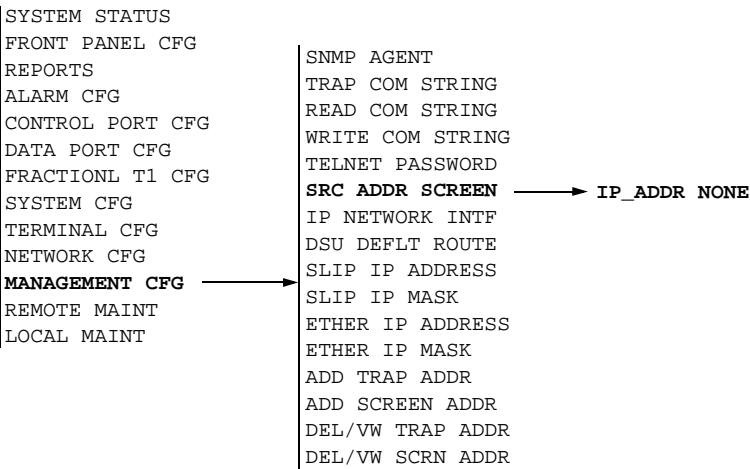 SYSTEM STATUS
FRONT PANEL CFG
REPORTS
ALARM CFG
CONTROL PORT CFG
DATA PORT CFG
FRACTIONL T1 CFG
SYSTEM CFG
TERMINAL CFG
NETWORK CFG
MANAGEMENT CFG
REMOTE MAINT
LOCAL MAINT
SNMP AGENT
TRAP COM STRING
READ COM STRING
WRITE COM STRING
TELNET PASSWORD
SRC ADDR SCREEN
IP NETWORK INTF
DSU DEFLT ROUTE
SLIP IP ADDRESS
SLIP IP MASK
ETHER IP ADDRESS
ETHER IP MASK
ADD TRAP ADDR
ADD SCREEN ADDR
DEL/VW TRAP ADDR
DEL/VW SCRN ADDR
IP_ADDR NONE